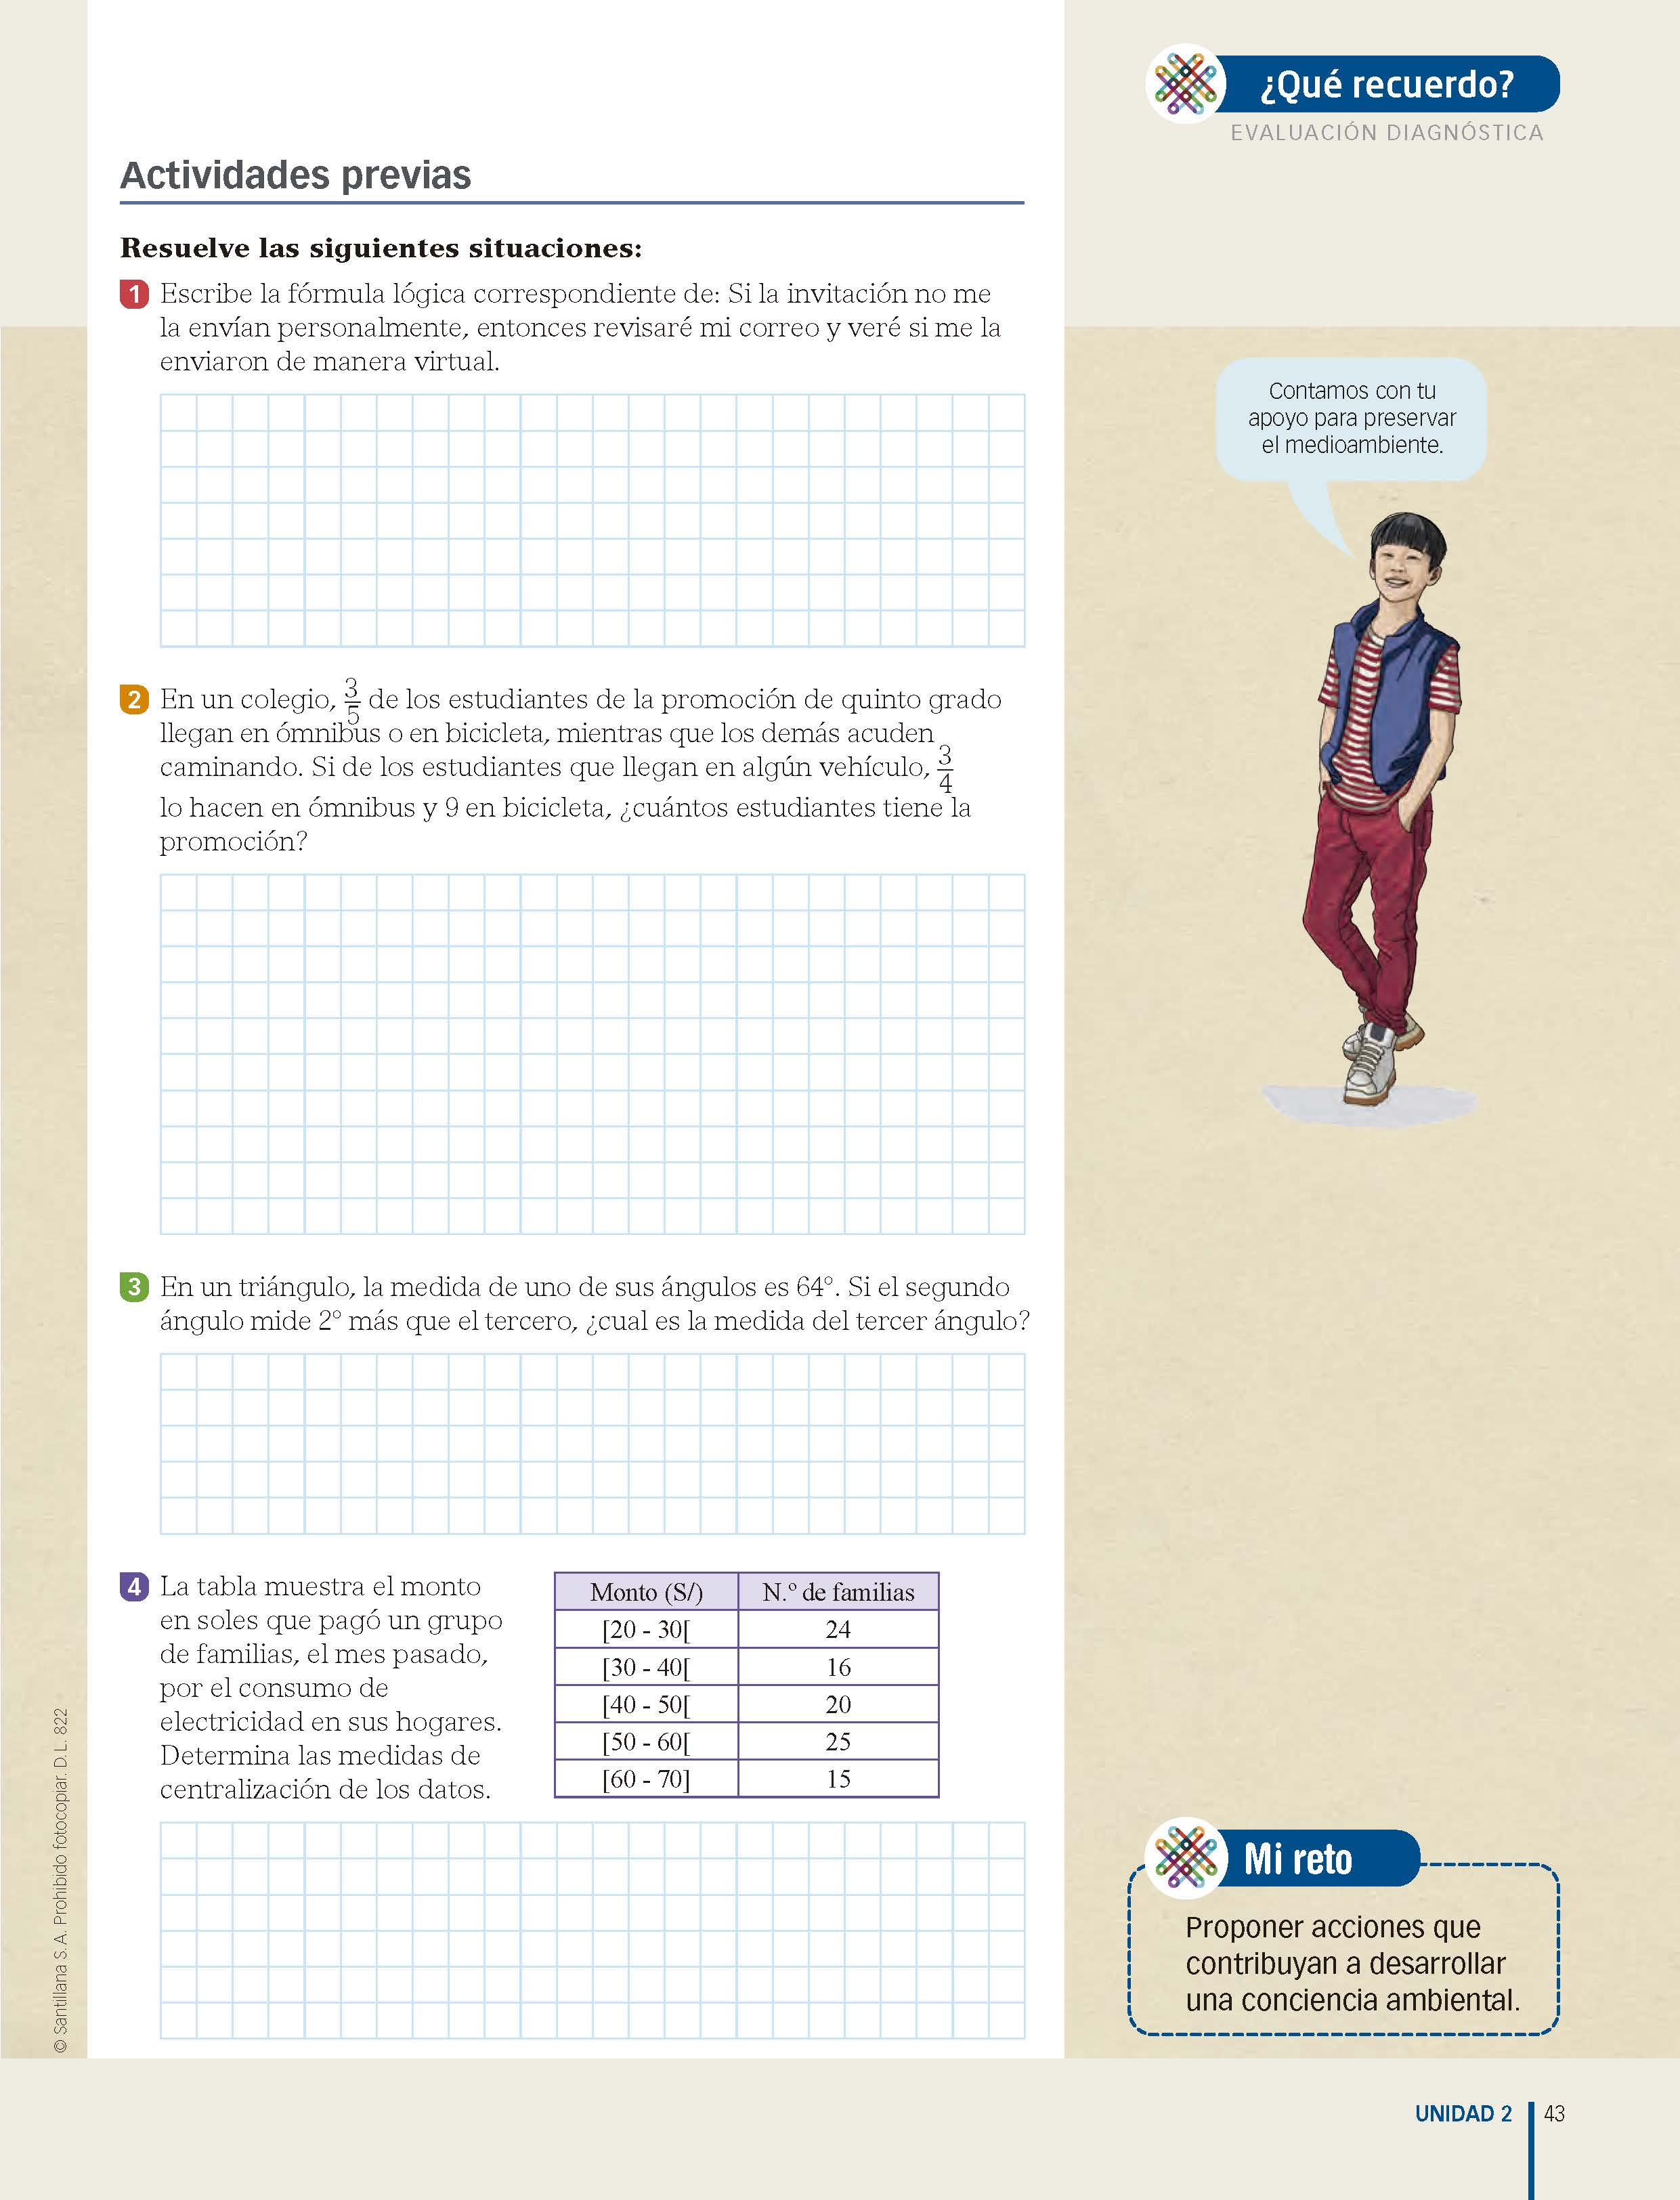 ¿Qué recuerdo?
EVALUACIÓN DIAGNÓSTICA
Actividades previas
Resuelve las siguientes situaciones:
1 Escribe la fórmula lógica correspondiente de: Si la invitación no me
la envían personalmente, entonces revisaré mi correo y veré si me la
enviaron de manera virtual.
Contamos con tu
apoyo para preservar
el medioambiente.
2 En un colegio, 3/5 de los estudiantes de la promoción de quinto grado
llegan en ómnibus o en bicicleta, mientras que los demás acuden
caminando. Si de los estudiantes que llegan en algún vehículo, 3/4
lo hacen en ómnibus y 9 en bicicleta, ¿cuántos estudiantes tiene la
promoción?
3 En un triángulo, la medida de uno de sus ángulos es 64°. Si el segundo
ángulo mide 2° más que el tercero, ¿cual es la medida del tercer ángulo?
4 La tabla muestra el monto
en soles que pagó un grupo
de familias, el mes pasado,
por el consumo de
electricidad en sus hogares.
Determina las medidas de
centralización de los datos.
Monto (S/) N.º de familias
[20 - 30[ 24
[30 - 40[ 16
[40 - 50[ 20
[50 - 60[ 25
[60 - 70] 15
Mi reto
Proponer acciones que
contribuyan a desarrollar
una conciencia ambiental.
© Santillana S. A. Prohibido fotocopiar. D. L. 822
UNIDAD 2 43